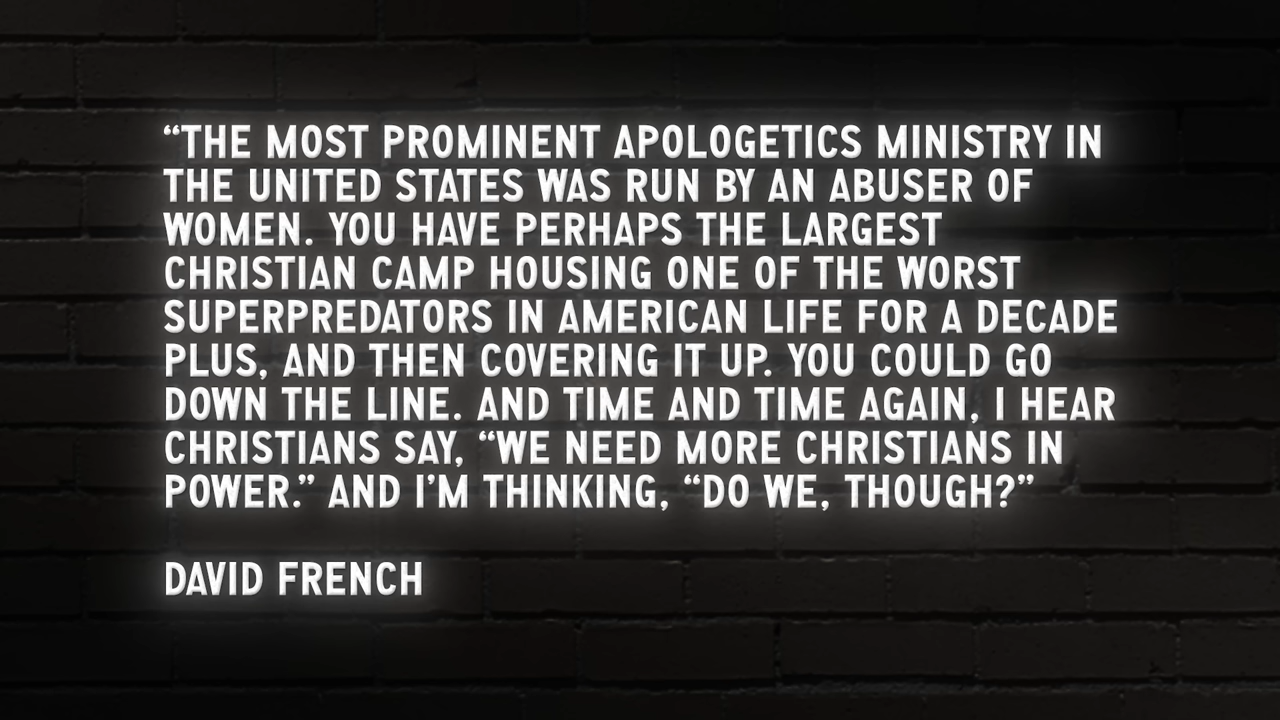 “THE MOST PROMINENT APOLOGETICS MINISTRY IN
THE UNITED STATES WAS RUN BY AN ABUSER OF
WOMEN. YOU HAVE PERHAPS THE LARGEST
CHRISTIAN CAMP HOUSING ONE OF THE WORST
SUPERPREDATORS IN AMERICAN LIFE FOR A DECADE
PLUS, AND THEN COVERING IT UP. YOU COULD GO
DOWN THE LINE. AND TIME AND TIME AGAIN, I HEAR
CHRISTIANS SAY, “WE NEED MORE CHRISTIANS IN
POWER.” AND I’M THINKING, “DO WE, THOUGH?”
DAVID FRENCH